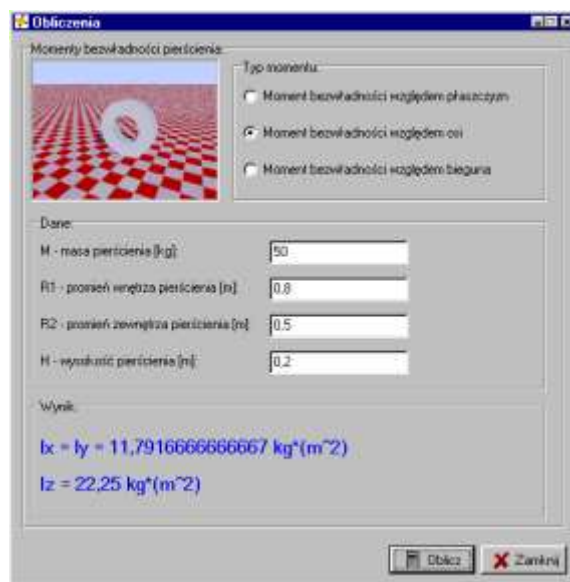 Obliczenia
Momenty bezwładności pierścienia:
Typ momentu:
Moment bezwładności względem płaszczyzn
Moment bezwładności względem osi
Moment bezwładności względem bieguna
Dane:
M - masa pierścienia [kg]:
50
R1 - promień wnętrza pierścienia [m]:
0,8
R2 - promień zewnętrza pierścienia [m]:
0,5
H - wysokość pierścienia [m]:
0,2
Wynik:
Ix = Iy = 11,7916666666667 kg*(m^2)
Iz = 22,25 kg*(m^2)
Oblicz
Zamknij